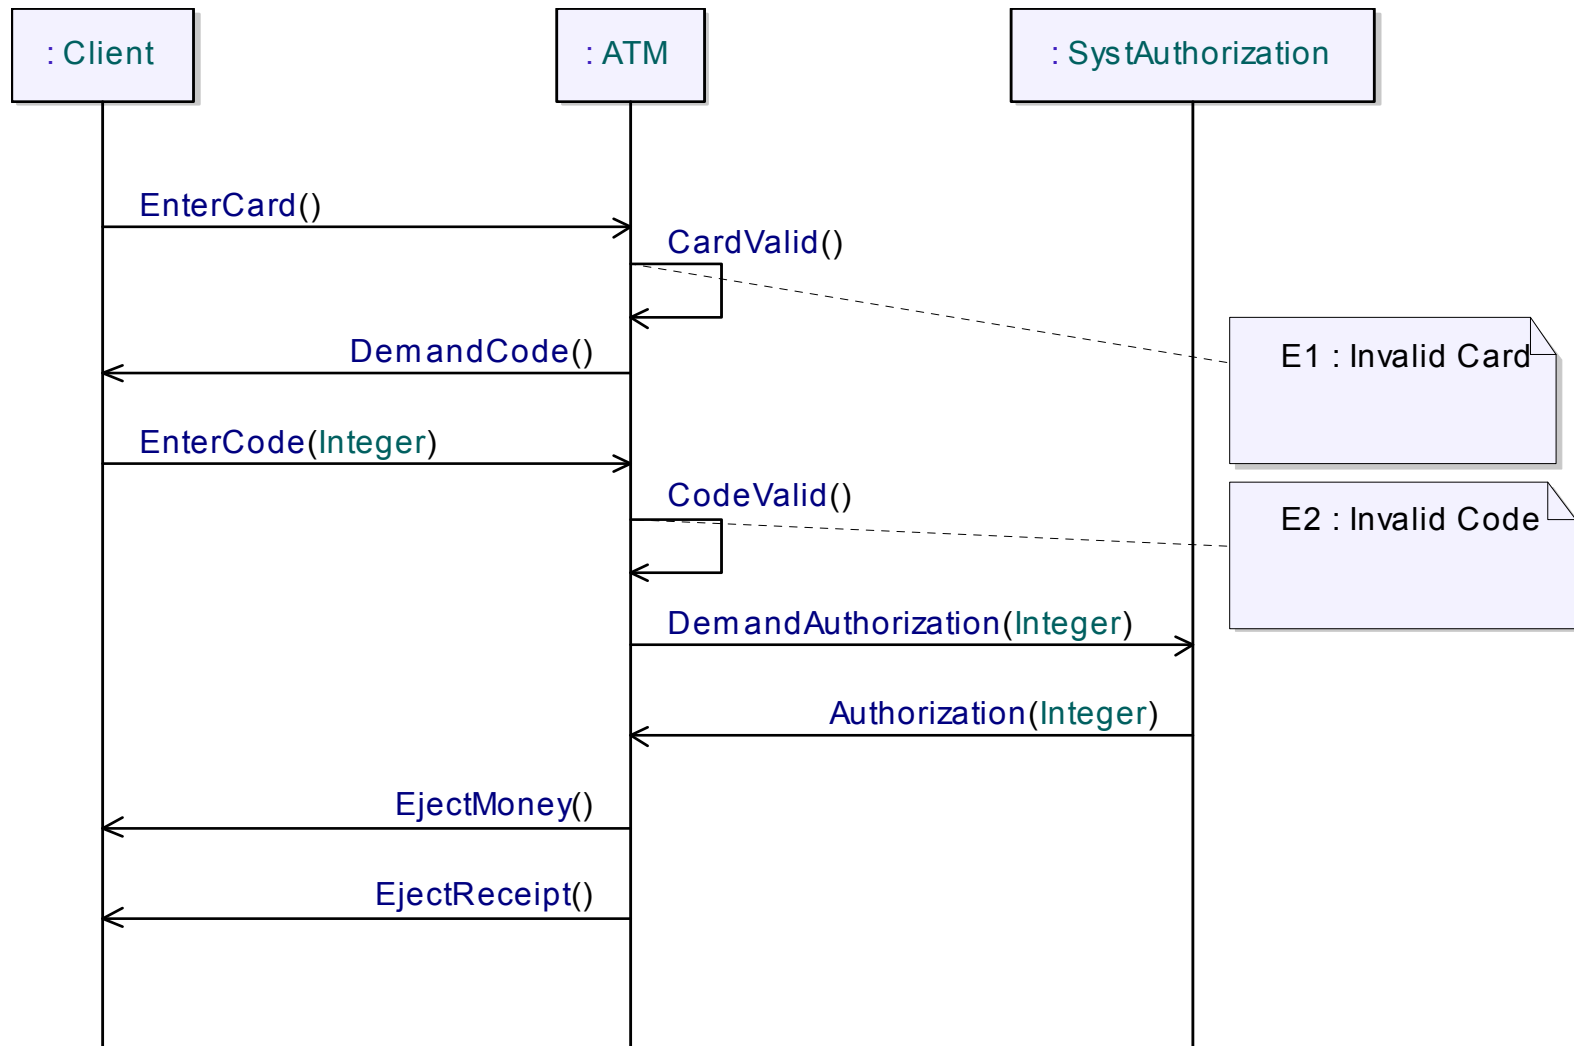 : Client
: ATM
: SystAuthorization
EnterCard()
CardValid()
E1 : Invalid Card
DemandCode()
EnterCode(Integer)
CodeValid()
E2 : Invalid Code
DemandAuthorization(Integer)
Authorization(Integer)
EjectMoney()
EjectReceipt()